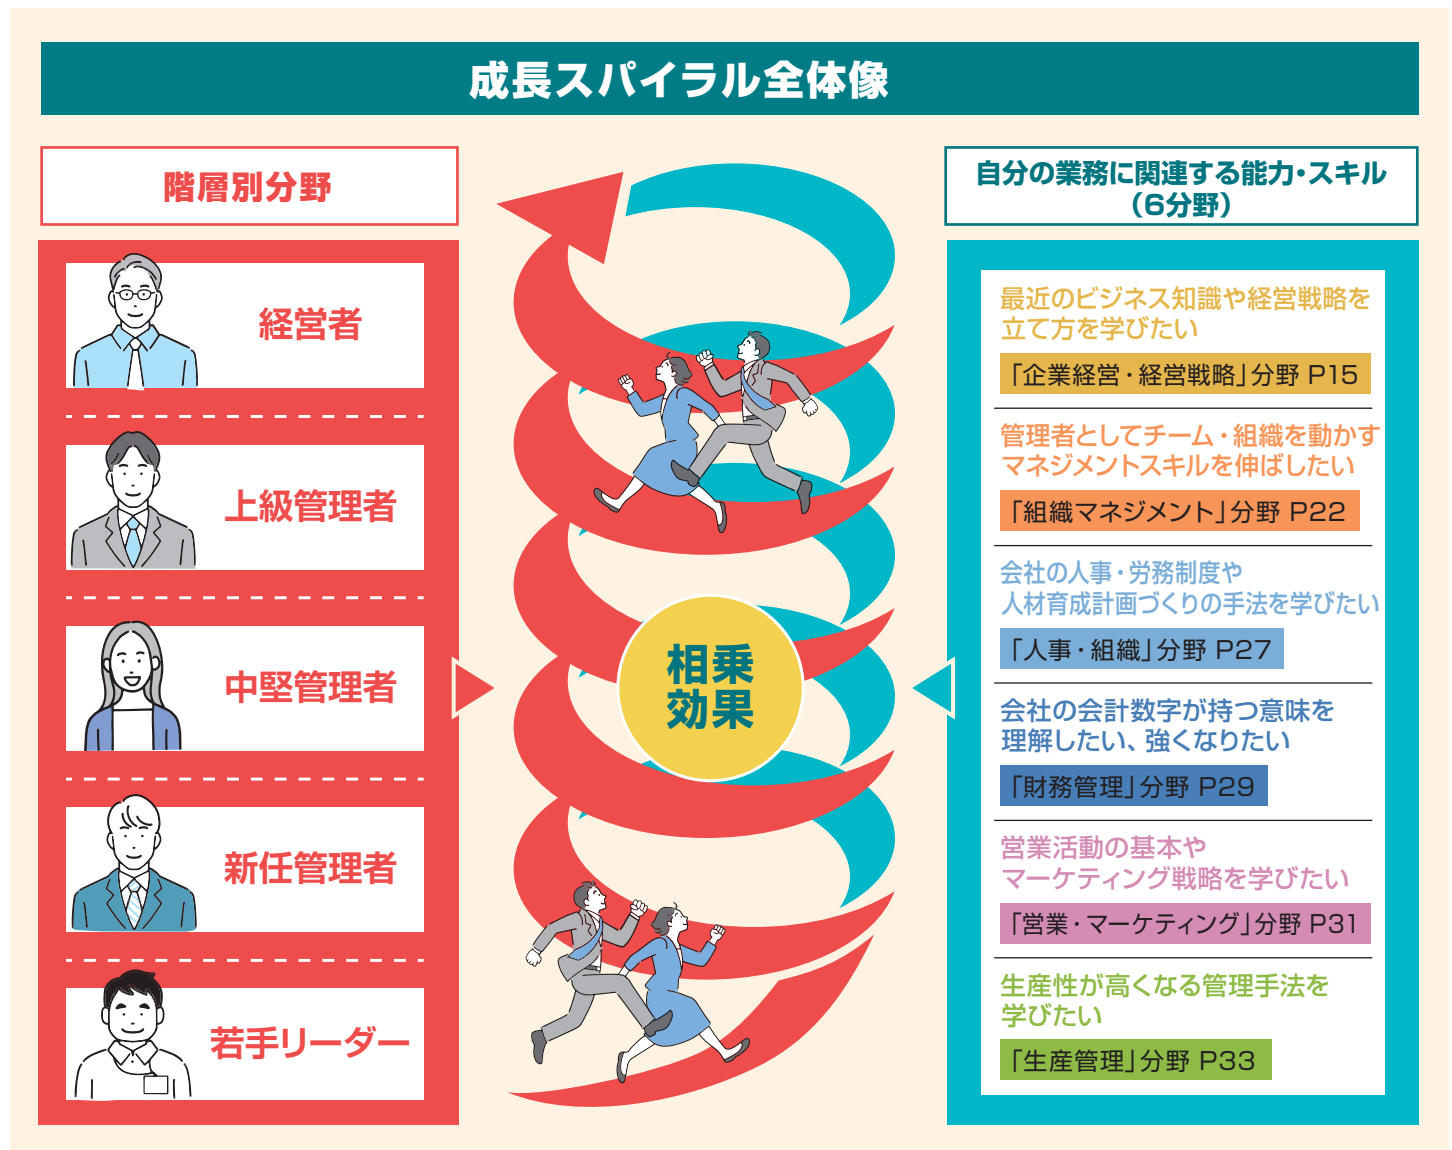 成長スパイラル全体像
階層別分野
経営者
上級管理者
中堅管理者
新任管理者
若手リーダー
相乗
効果
自分の業務に関連する能力・スキル
（6分野）
最近のビジネス知識や経営戦略を
立て方を学びたい
「企業経営・経営戦略」分野 P15
管理者としてチーム・組織を動かす
マネジメントスキルを伸ばしたい
「組織マネジメント」分野 P22
会社の人事・労務制度や
人材育成計画づくりの手法を学びたい
「人事・組織」分野 P27
会社の会計数字が持つ意味を
理解したい、強くなりたい
「財務管理」分野 P29
営業活動の基本や
マーケティング戦略を学びたい
「営業・マーケティング」分野 P31
生産性が高くなる管理手法を
学びたい
「生産管理」分野 P33